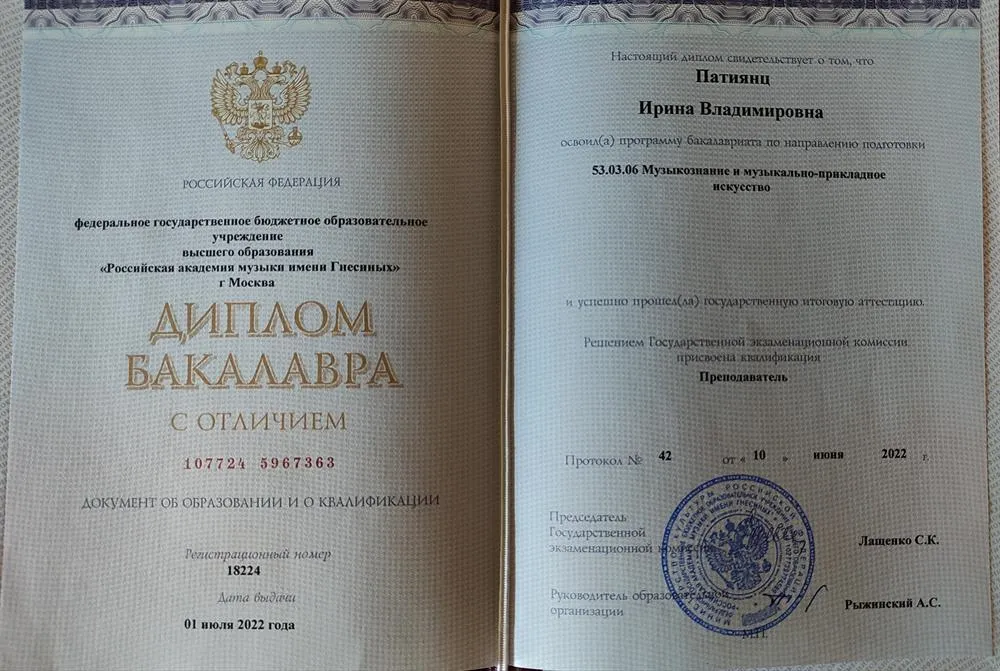 РОССИЙСКАЯ ФЕДЕРАЦИЯ
федеральное государственное бюджетное образовательное
учреждение
высшего образования
«Российская академия музыки имени Гнесиных»
г Москва
ДИПЛОМ
БАКАЛАВРА
С ОТЛИЧИЕМ
107724 5967363
ДОКУМЕНТ ОБ ОБРАЗОВАНИИ И О КВАЛИФИКАЦИИ
Регистрационный номер
18224
Дата выдачи
01 июля 2022 года
Настоящий диплом свидетельствует о том, что
Патиянц
Ирина Владимировна
освоил(а) программу бакалавриата по направлению подготовки
53.03.06 Музыкознание и музыкально-прикладное
искусство
и успешно прошел(ла) государственную итоговую аттестацию.
Решением Государственной экзаменационной комиссии
присвоена квалификация
Преподаватель
Протокол № 42 от « 10 » июня 2022 г.
Председатель
Государственной
экзаменационной комиссии
Лащенко С.К.
Руководитель образовательной
организации
Рыжинский А.С.
М.П.